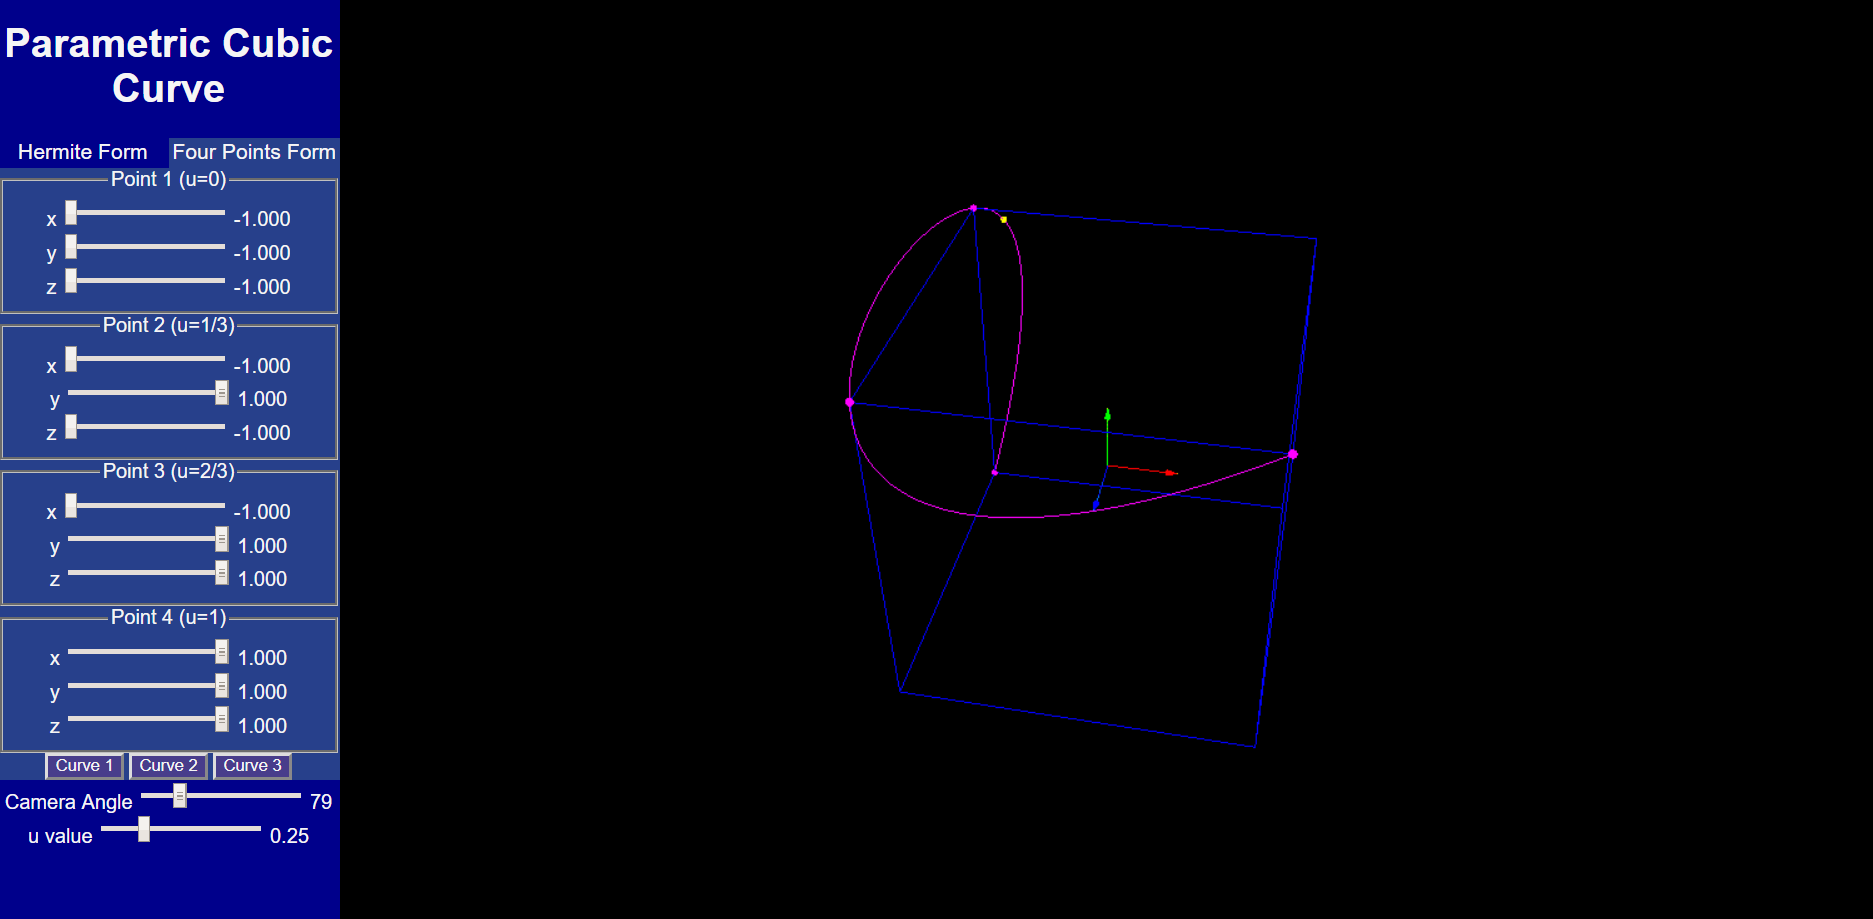 Parametric Cubic
Curve
Hermite Form Four Points Form
Point 1 (u=0)
x -1.000
y -1.000
z -1.000
Point 2 (u=1/3)
x -1.000
y 1.000
z -1.000
Point 3 (u=2/3)
x -1.000
y 1.000
z 1.000
Point 4 (u=1)
x 1.000
y 1.000
z 1.000
Curve 1 Curve 2 Curve 3
Camera Angle 79
u value 0.25